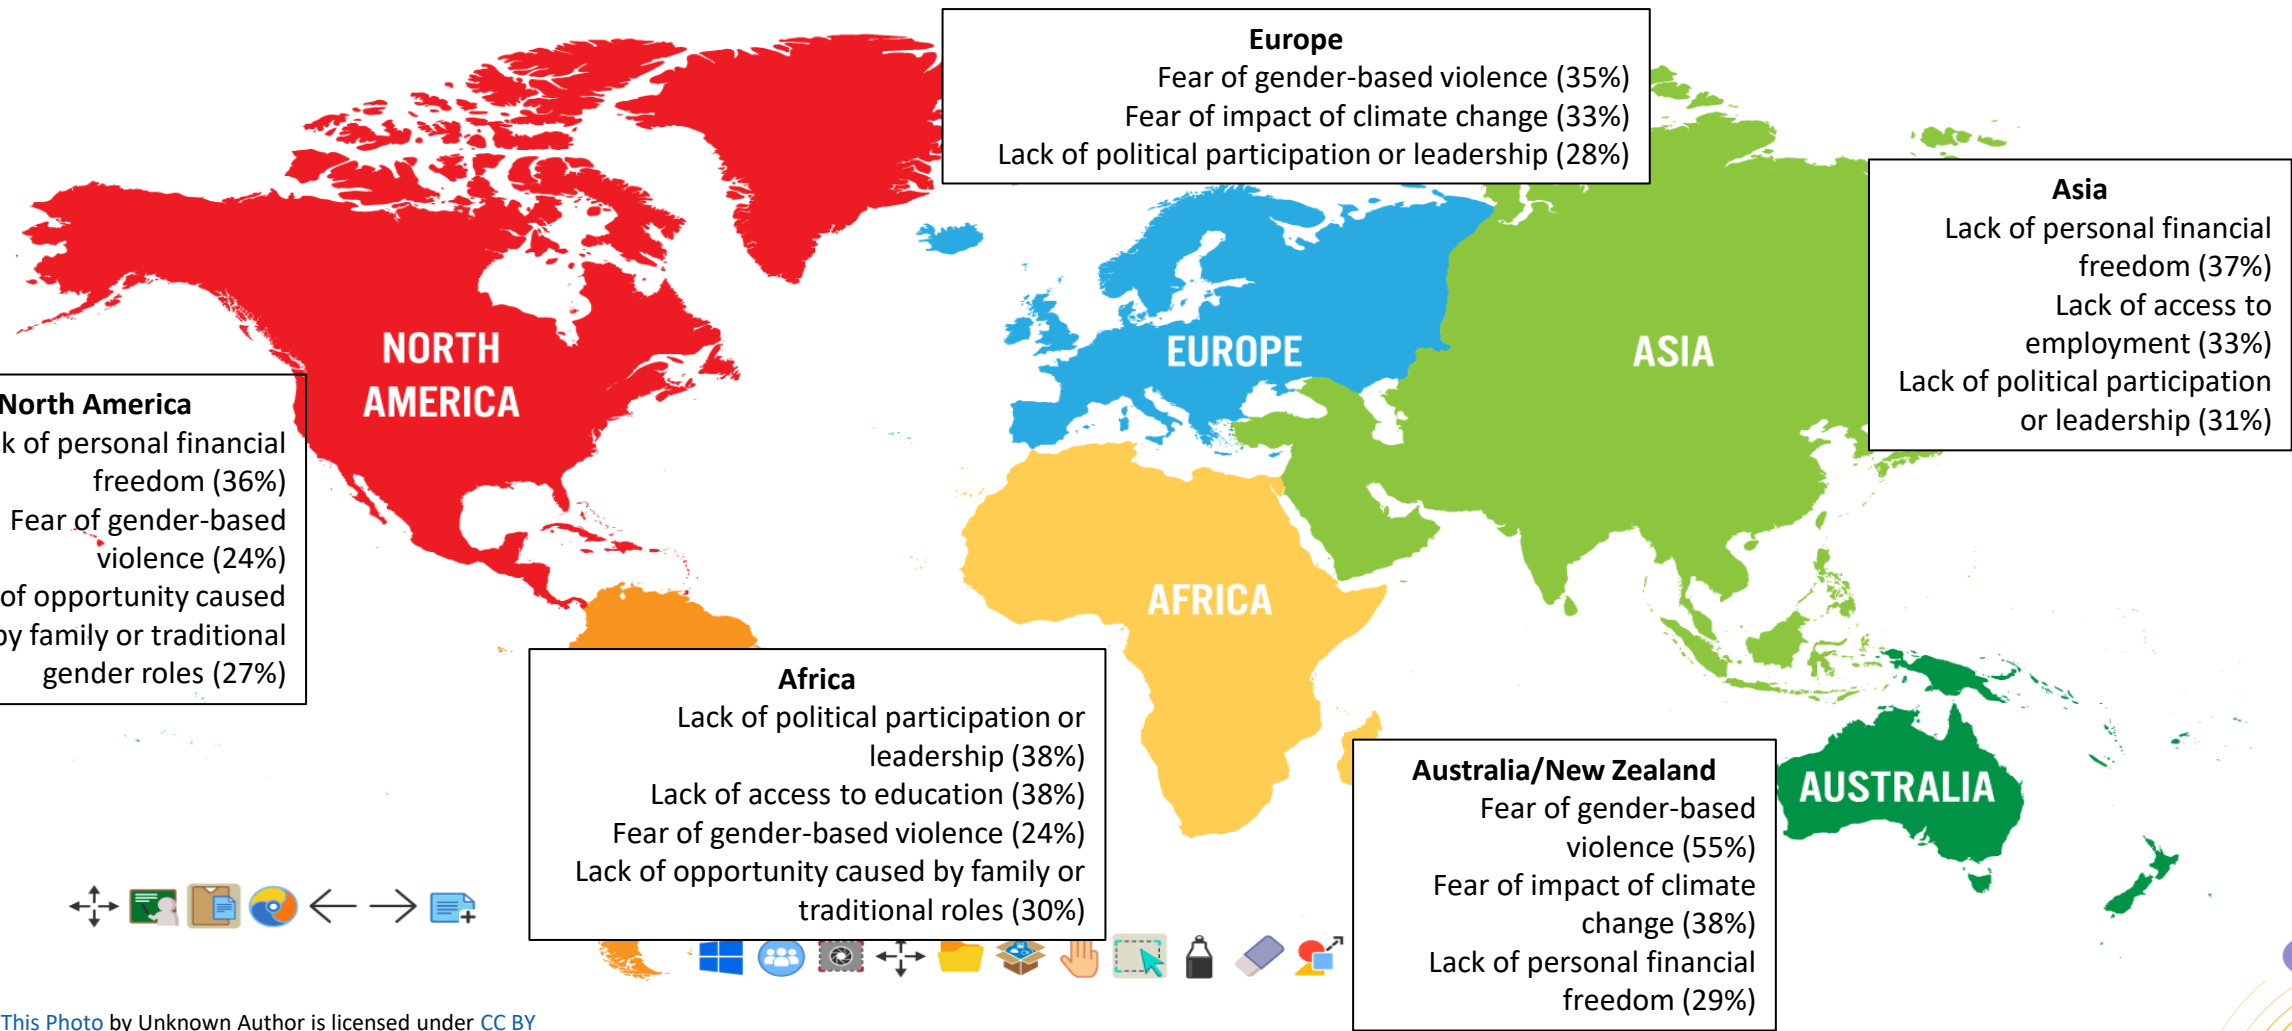 Europe
Fear of gender-based violence (35%)
Fear of impact of climate change (33%)
Lack of political participation or leadership (28%)
Asia
Lack of personal financial
freedom (37%)
Lack of access to
employment (33%)
Lack of political participation
or leadership (31%)
NORTH
AMERICA
EUROPE
ASIA
North America
k of personal financial
freedom (36%)
Fear of gender-based
violence (24%)
of opportunity caused
by family or traditional
gender roles (27%)
AFRICA
Africa
Lack of political participation or
leadership (38%)
Lack of access to education (38%)
Fear of gender-based violence (24%)
Lack of opportunity caused by family or
traditional roles (30%)
Australia/New Zealand
Fear of gender-based
violence (55%)
Fear of impact of climate
change (38%)
Lack of personal financial
freedom (29%)
AUSTRALIA
This Photo by Unknown Author is licensed under CC BY